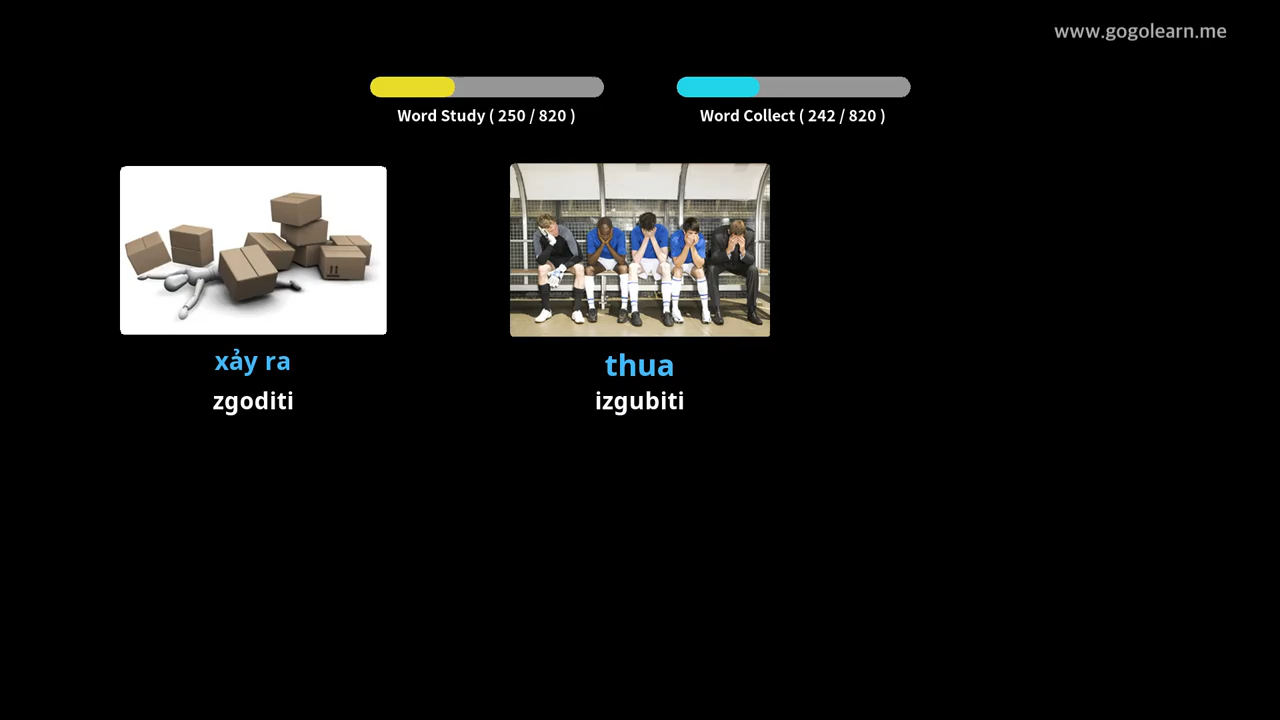 www.gogolearn.me
Word Study ( 250 / 820 )
Word Collect ( 242 / 820 )
xảy ra
zgoditi
thua
izgubiti